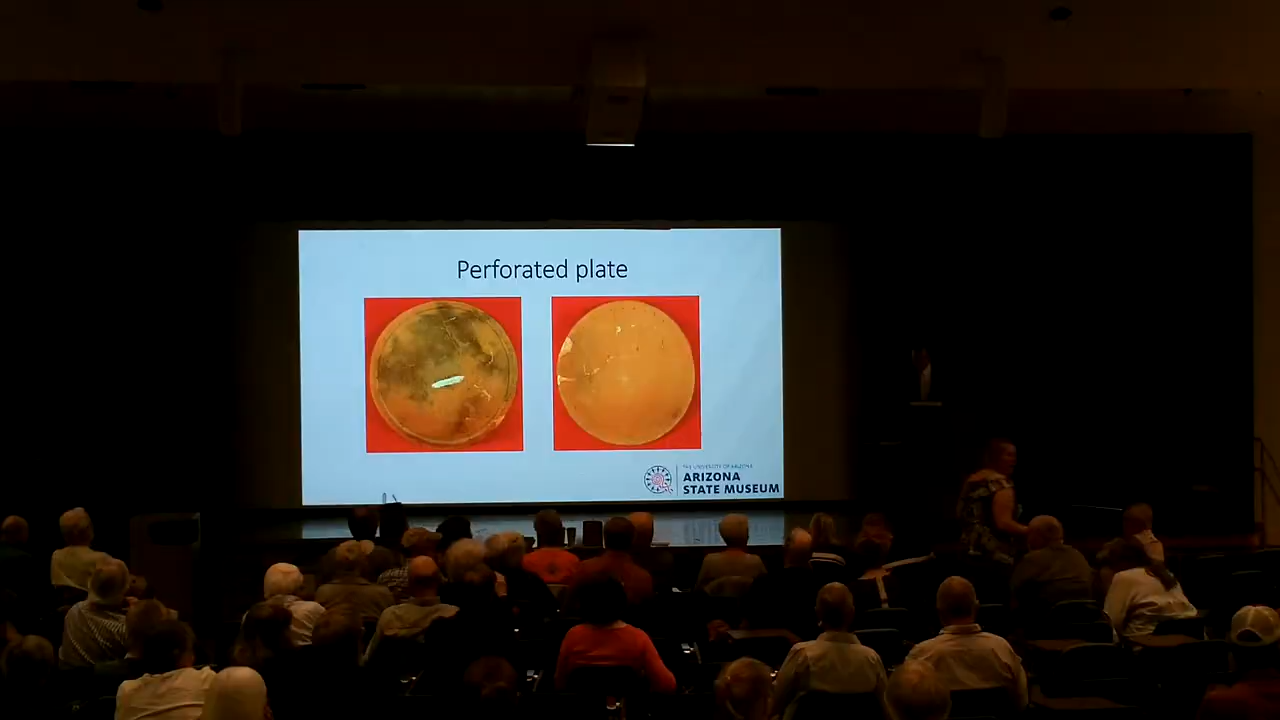 Perforated plate
THE UNIVERSITY OF ARIZONA
ARIZONA
STATE MUSEUM